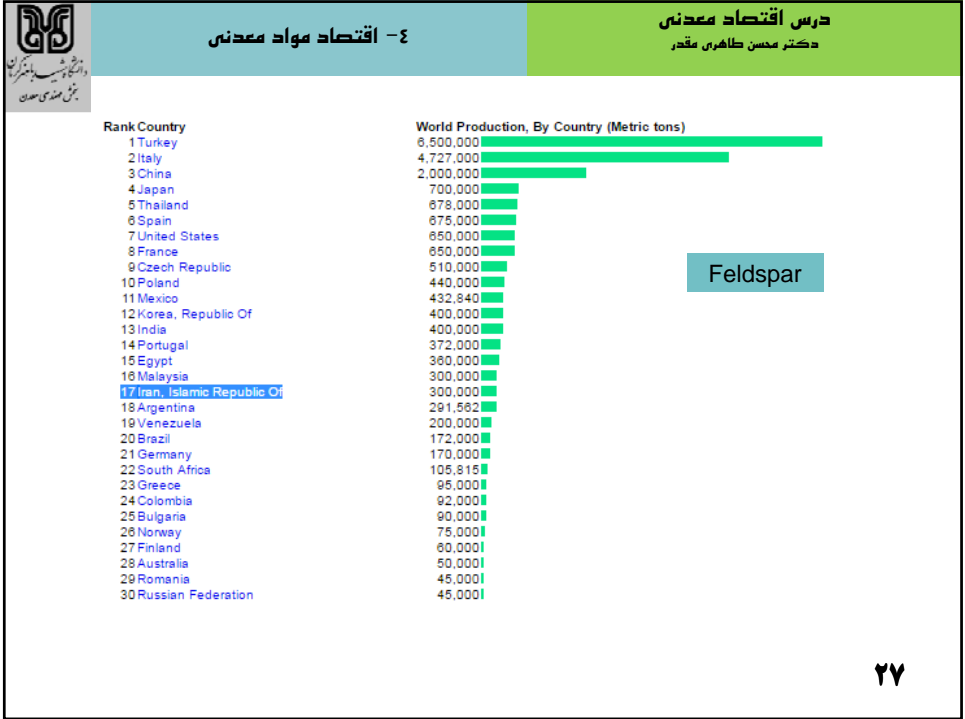 درس اقتصاد معدنی
دکتر محسن طاهری مقدر
۴- اقتصاد مواد معدنی
بخش مهندسی معدن
Rank Country World Production, By Country (Metric tons)
1 Turkey 6,500,000
2 Italy 4,727,000
3 China 2,000,000
4 Japan 700,000
5 Thailand 678,000
6 Spain 675,000
7 United States 650,000
8 France 650,000
9 Czech Republic 510,000
10 Poland 440,000
11 Mexico 432,840
12 Korea, Republic Of 400,000
13 India 400,000
14 Portugal 372,000
15 Egypt 360,000
16 Malaysia 300,000
17 Iran, Islamic Republic Of 300,000
18 Argentina 291,562
19 Venezuela 200,000
20 Brazil 172,000
21 Germany 170,000
22 South Africa 105,815
23 Greece 95,000
24 Colombia 92,000
25 Bulgaria 90,000
26 Norway 75,000
27 Finland 60,000
28 Australia 50,000
29 Romania 45,000
30 Russian Federation 45,000
Feldspar
۲۷